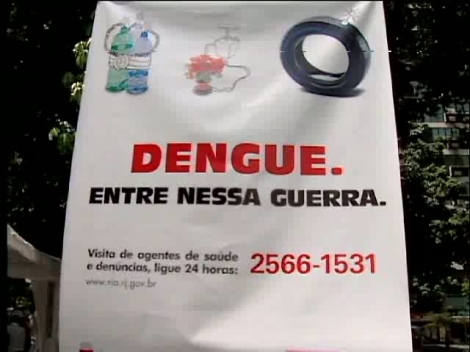 DENGUE.
ENTRE NESSA GUERRA.
Visita de agentes de saúde
e denúncias, ligue 24 horas: 2566-1531
www.rio.rj.gov.br